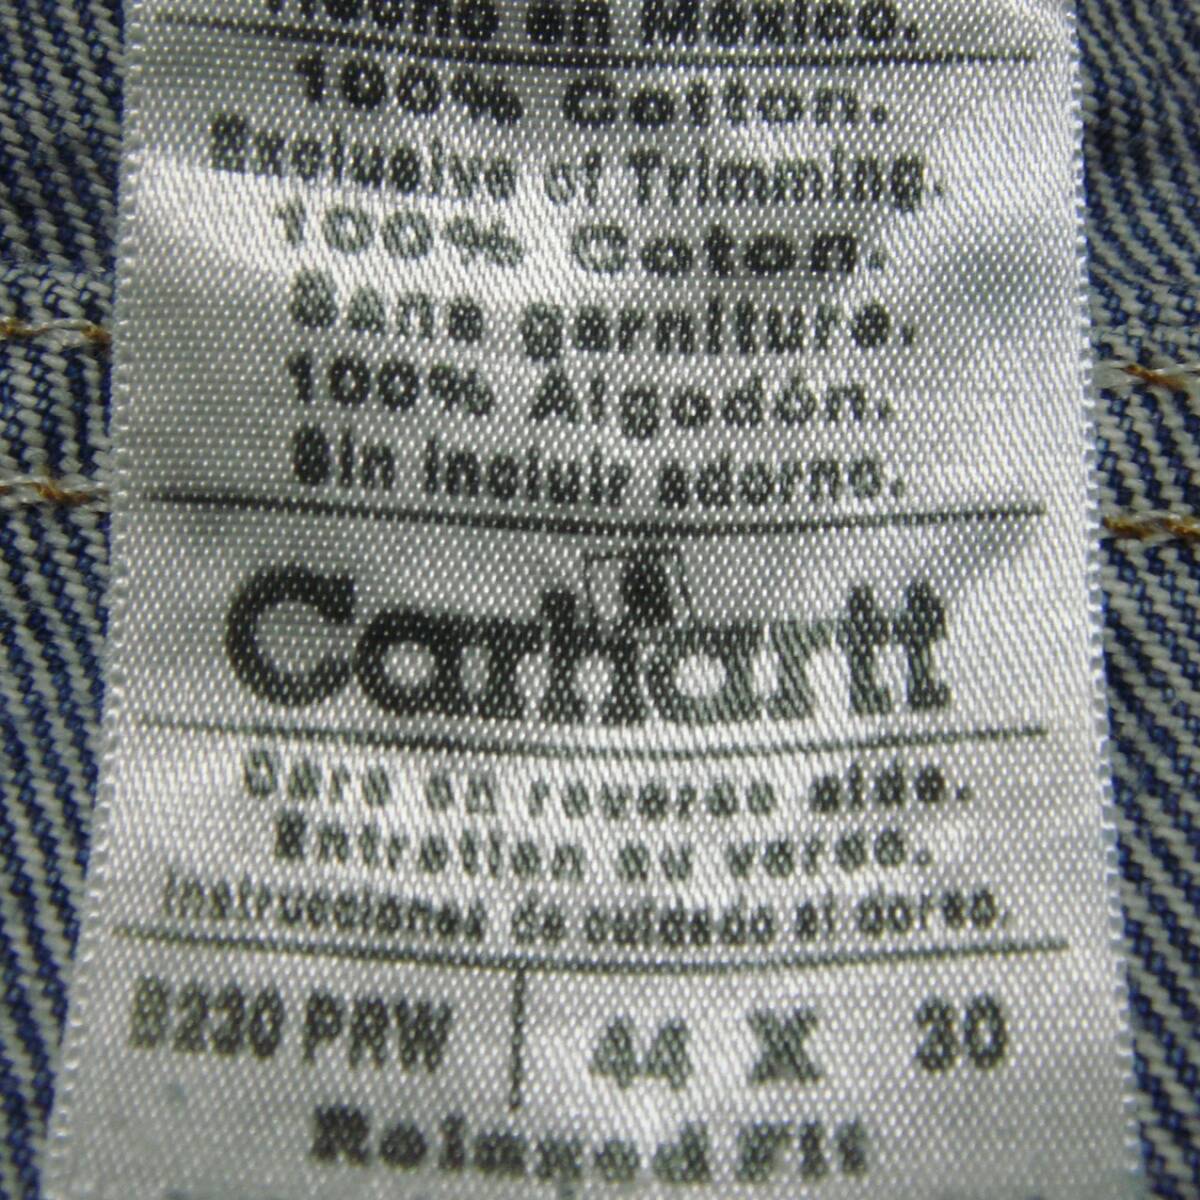 Hecho en Mexico.
100% Cotton.
Exclusive of Trimming.
100% Coton.
Sans garniture.
100% Algodón.
Sin incluir adorno.
Carhartt
Care on reverse side.
Entretien au verso.
Instrucciones de cuidado al dorso.
B230 PRW 44 X 30
Relaxed Fit